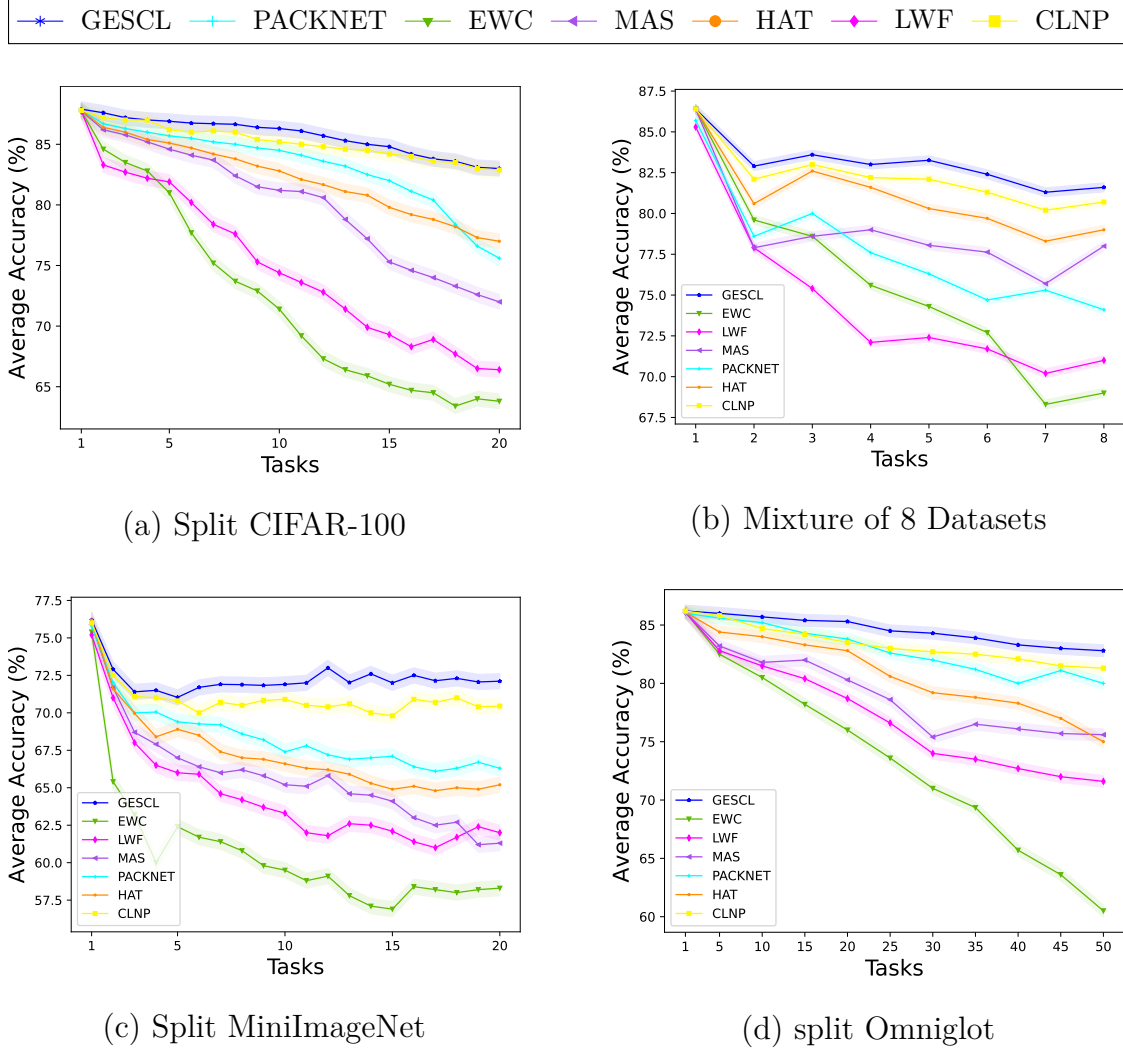 GESCL PACKNET EWC MAS HAT LWF CLNP
Average Accuracy (%)
85
80
75
70
65
1 5 10 15 20
Tasks
(a) Split CIFAR-100
Average Accuracy (%)
87.5
85.0
82.5
80.0
77.5
75.0
72.5
70.0
67.5
GESCL
EWC
LWF
MAS
PACKNET
HAT
CLNP
1 2 3 4 5 6 7 8
Tasks
(b) Mixture of 8 Datasets
Average Accuracy (%)
77.5
75.0
72.5
70.0
67.5
65.0
62.5
60.0
57.5
GESCL
EWC
LWF
MAS
PACKNET
HAT
CLNP
1 5 10 15 20
Tasks
(c) Split MiniImageNet
Average Accuracy (%)
85
80
75
70
65
60
GESCL
EWC
LWF
MAS
PACKNET
HAT
CLNP
1 5 10 15 20 25 30 35 40 45 50
Tasks
(d) split Omniglot